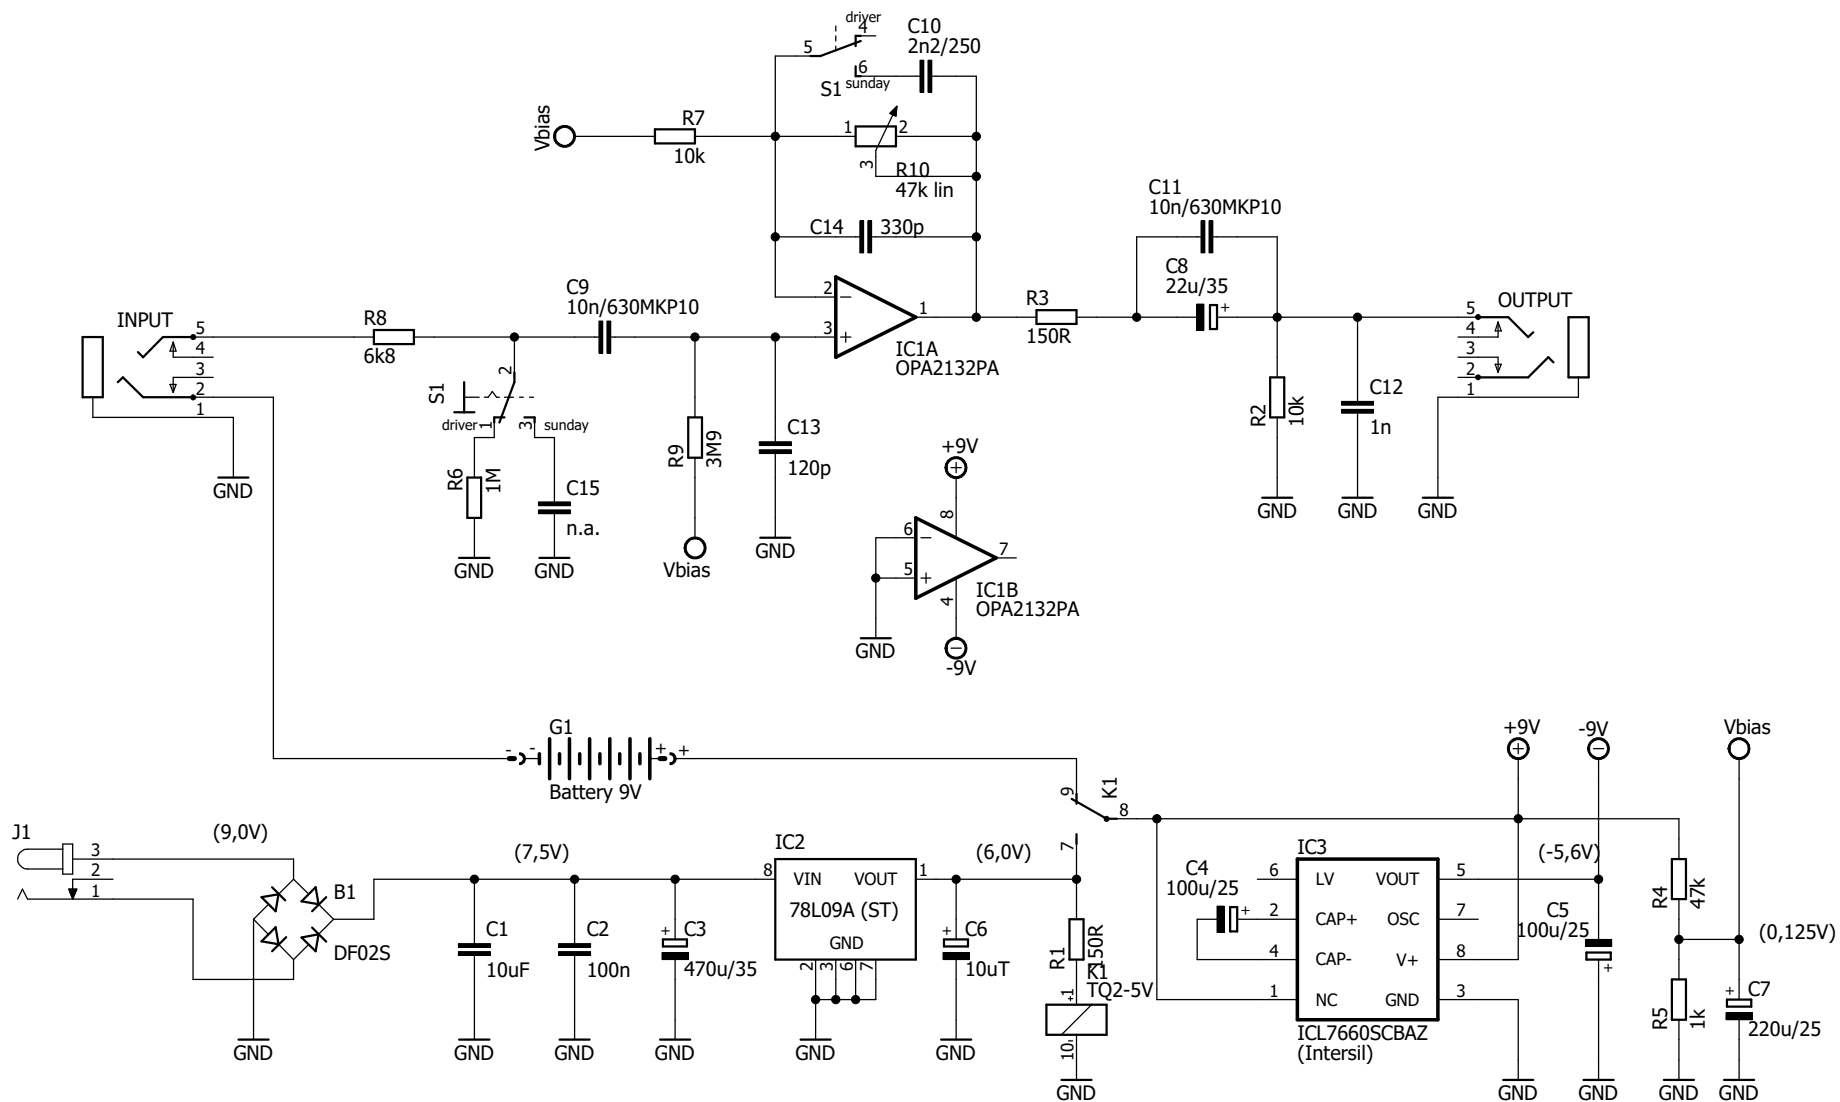 driver
4
5
C10
2n2/250
6
S1
sunday
Vbias
R7
10k
1
2
3
R10
47k lin
C14
330p
C11
10n/630MKP10
C8
22u/35
+
C9
10n/630MKP10
2
−
3
+
1
IC1A
OPA2132PA
R3
150R
INPUT
5
4
3
2
1
GND
R8
6k8
S1
2
driver
1
3
sunday
R6
1M
GND
C15
n.a.
GND
R9
3M9
Vbias
C13
120p
GND
+9V
+
8
6
−
5
+
7
4
IC1B
OPA2132PA
−
-9V
GND
R2
10k
GND
C12
1n
GND
OUTPUT
5
4
3
2
1
GND
G1
- -
+ +
Battery 9V
9
K1
8
7
+9V
+
-9V
−
Vbias
J1
3
2
1
(9,0V)
B1
DF02S
GND
(7,5V)
C1
10uF
GND
C2
100n
GND
+
C3
470u/35
GND
IC2
8
VIN
VOUT
1
78L09A (ST)
GND
2
3
6
7
GND
(6,0V)
+
C6
10uT
GND
R1
150R
K1
TQ2-5V
+
1
10
GND
C4
100u/25
+
IC3
6
LV
VOUT
5
2
CAP+
OSC
7
4
CAP-
V+
8
1
NC
GND
3
ICL7660SCBAZ
(Intersil)
GND
(-5,6V)
C5
100u/25
+
GND
R4
47k
(0,125V)
R5
1k
GND
+
C7
220u/25
GND